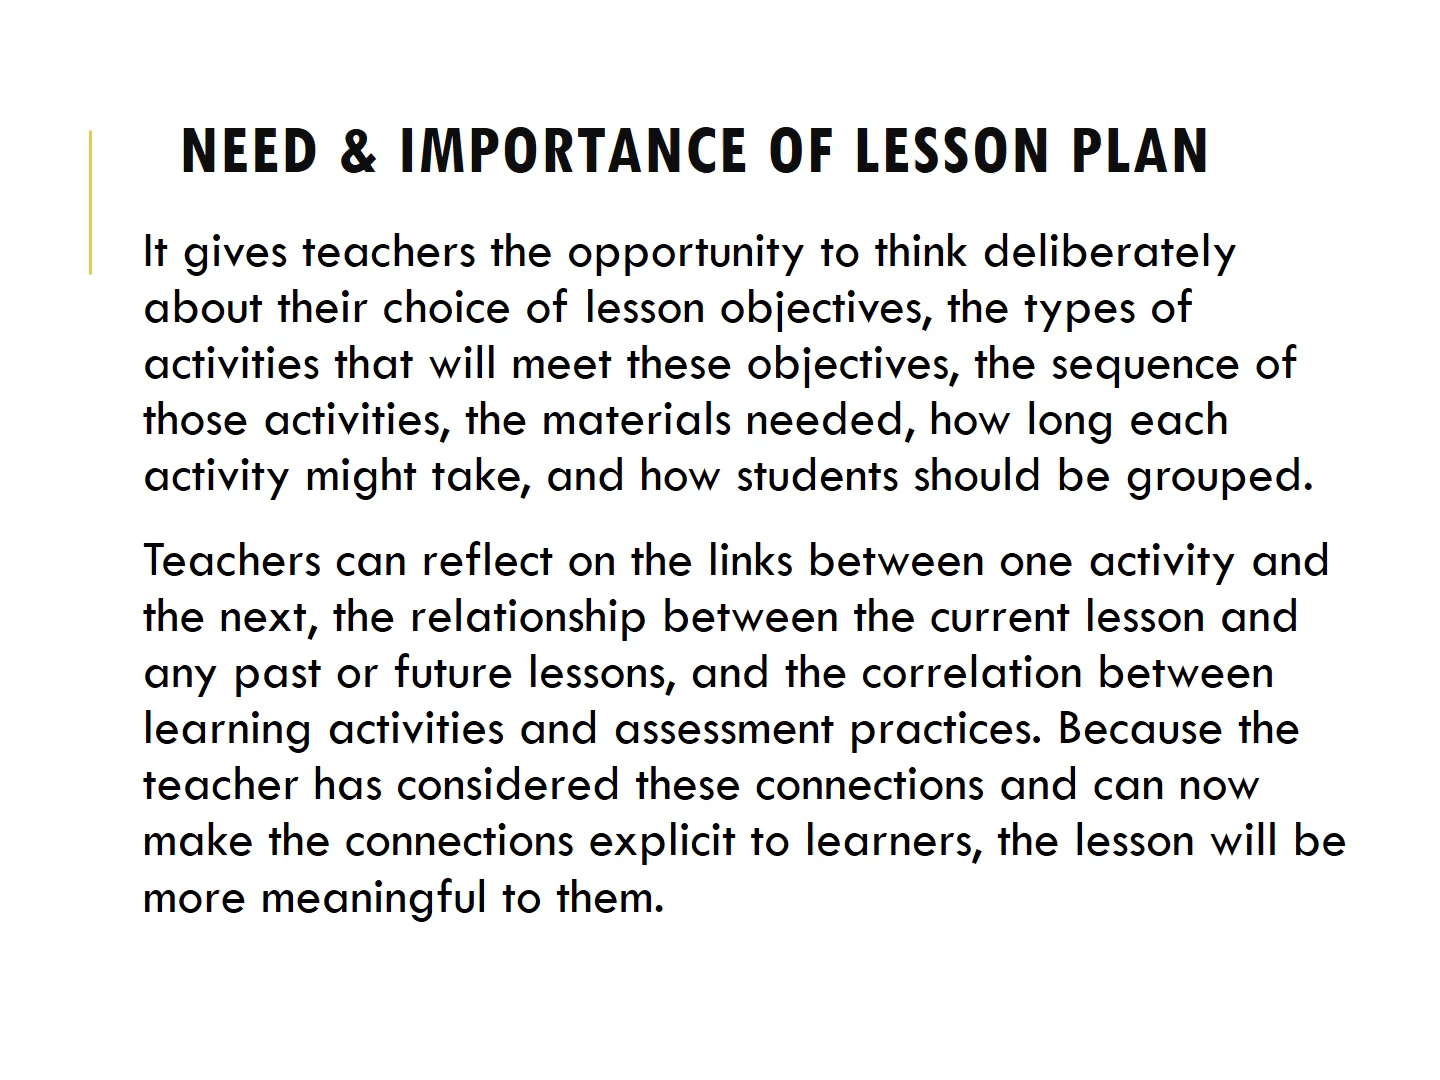 NEED & IMPORTANCE OF LESSON PLAN
It gives teachers the opportunity to think deliberately
about their choice of lesson objectives, the types of
activities that will meet these objectives, the sequence of
those activities, the materials needed, how long each
activity might take, and how students should be grouped.
Teachers can reflect on the links between one activity and
the next, the relationship between the current lesson and
any past or future lessons, and the correlation between
learning activities and assessment practices. Because the
teacher has considered these connections and can now
make the connections explicit to learners, the lesson will be
more meaningful to them.